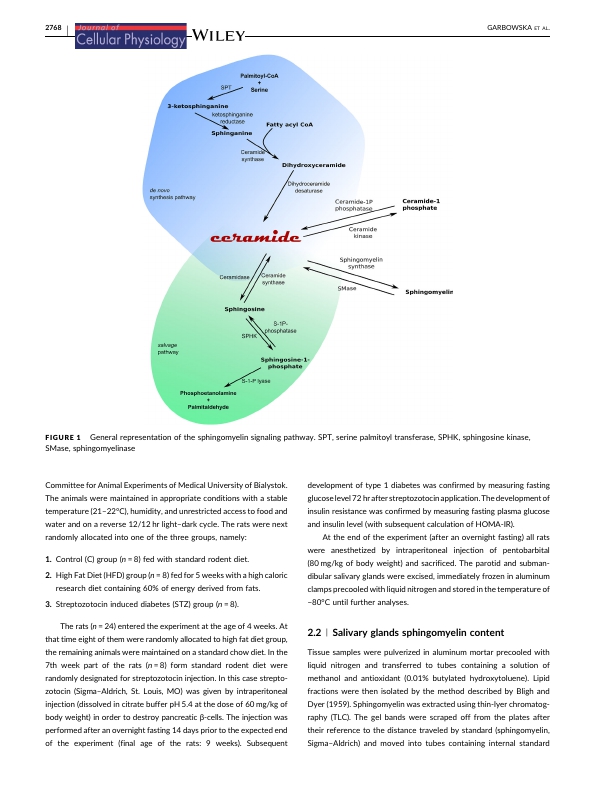 2768
Journal of
Cellular Physiology
WILEY
GARBOWSKA ET AL.
Palmitoyl-CoA
+
Serine
SPT
3-ketosphinganine
ketosphinganine
reductase
Sphinganine
Fatty acyl CoA
Ceramide
synthase
Dihydroxyceramide
Dihydroceramide
desaturase
de novo
synthesis pathway
Ceramide-1P
phosphatase
Ceramide-1
phosphate
ceramide
Ceramide
kinase
Sphingomyelin
synthase
Ceramidase
Ceramide
synthase
SMase
Sphingomyelin
Sphingosine
S-1P-
phosphatase
SPHK
salvage
pathway
Sphingosine-1-
phosphate
S-1-P lyase
Phosphoetanolamine
+
Palmitaldehyde
FIGURE 1 General representation of the sphingomyelin signaling pathway. SPT, serine palmitoyl transferase, SPHK, sphingosine kinase,
SMase, sphingomyelinase
Committee for Animal Experiments of Medical University of Bialystok.
The animals were maintained in appropriate conditions with a stable
temperature (21–22°C), humidity, and unrestricted access to food and
water and on a reverse 12/12 hr light–dark cycle. The rats were next
randomly allocated into one of the three groups, namely:
1. Control (C) group (n = 8) fed with standard rodent diet.
2. High Fat Diet (HFD) group (n = 8) fed for 5 weeks with a high caloric
research diet containing 60% of energy derived from fats.
3. Streptozotocin induced diabetes (STZ) group (n = 8).
The rats (n = 24) entered the experiment at the age of 4 weeks. At
that time eight of them were randomly allocated to high fat diet group,
the remaining animals were maintained on a standard chow diet. In the
7th week part of the rats (n = 8) form standard rodent diet were
randomly designated for streptozotocin injection. In this case strepto-
zotocin (Sigma–Aldrich, St. Louis, MO) was given by intraperitoneal
injection (dissolved in citrate buffer pH 5.4 at the dose of 60 mg/kg of
body weight) in order to destroy pancreatic β-cells. The injection was
performed after an overnight fasting 14 days prior to the expected end
of the experiment (final age of the rats: 9 weeks). Subsequent
development of type 1 diabetes was confirmed by measuring fasting
glucose level 72 hr after streptozotocin application. The development of
insulin resistance was confirmed by measuring fasting plasma glucose
and insulin level (with subsequent calculation of HOMA-IR).
At the end of the experiment (after an overnight fasting) all rats
were anesthetized by intraperitoneal injection of pentobarbital
(80 mg/kg of body weight) and sacrificed. The parotid and subman-
dibular salivary glands were excised, immediately frozen in aluminum
clamps precooled with liquid nitrogen and stored in the temperature of
−80°C until further analyses.
2.2 | Salivary glands sphingomyelin content
Tissue samples were pulverized in aluminum mortar precooled with
liquid nitrogen and transferred to tubes containing a solution of
methanol and antioxidant (0.01% butylated hydroxytoluene). Lipid
fractions were then isolated by the method described by Bligh and
Dyer (1959). Sphingomyelin was extracted using thin-lyer chromatog-
raphy (TLC). The gel bands were scraped off from the plates after
their reference to the distance traveled by standard (sphingomyelin,
Sigma–Aldrich) and moved into tubes containing internal standard